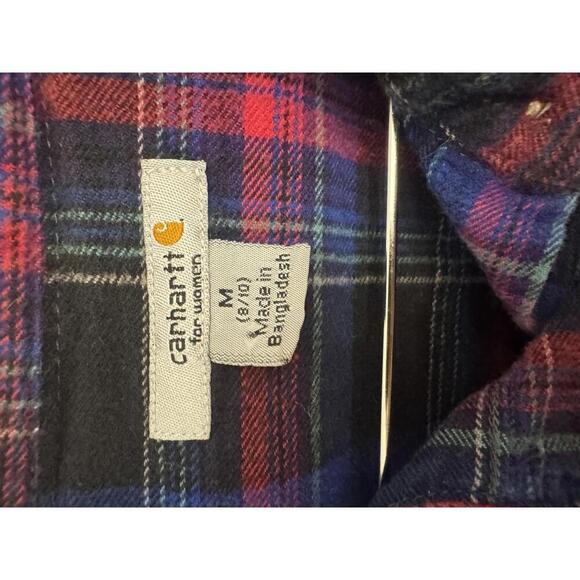 carhartt
for women
M
(8/10)
Made in
Bangladesh